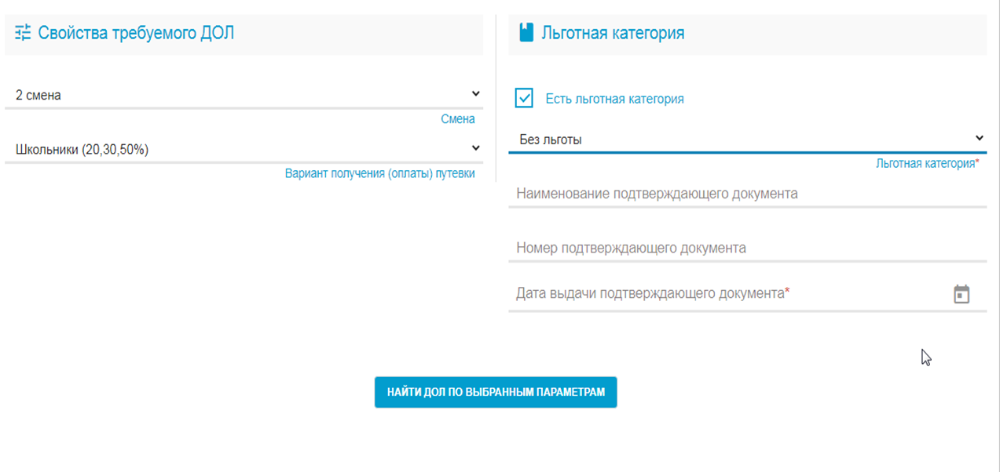 Свойства требуемого ДОЛ
2 смена
Смена
Школьники (20,30,50%)
Вариант получения (оплаты) путевки
Льготная категория
Есть льготная категория
Без льготы
Льготная категория*
Наименование подтверждающего документа
Номер подтверждающего документа
Дата выдачи подтверждающего документа*
НАЙТИ ДОЛ ПО ВЫБРАННЫМ ПАРАМЕТРАМ